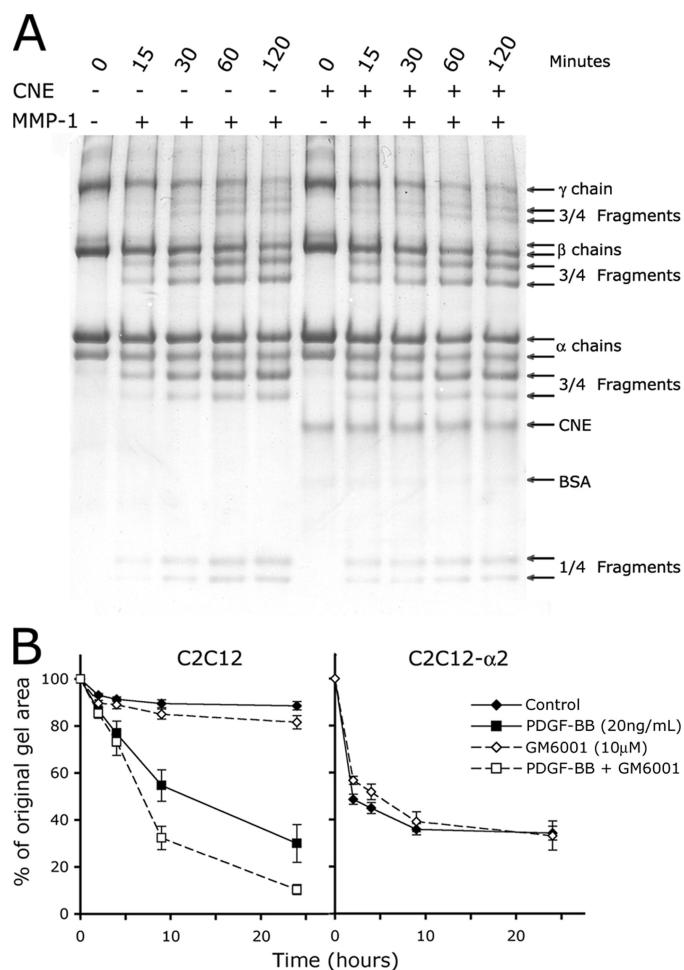 A
0 15 30 60 120 0 15 30 60 120 Minutes
CNE - - - - - + + + + +
MMP-1 - + + + + - + + + +
γ chain
3/4 Fragments
β chains
3/4 Fragments
α chains
3/4 Fragments
CNE
BSA
1/4 Fragments
B
C2C12 C2C12-α2
% of original gel area
100
80
60
40
20
0
Control
PDGF-BB (20ng/mL)
GM6001 (10μM)
PDGF-BB + GM6001
0 10 20 0 10 20
Time (hours)